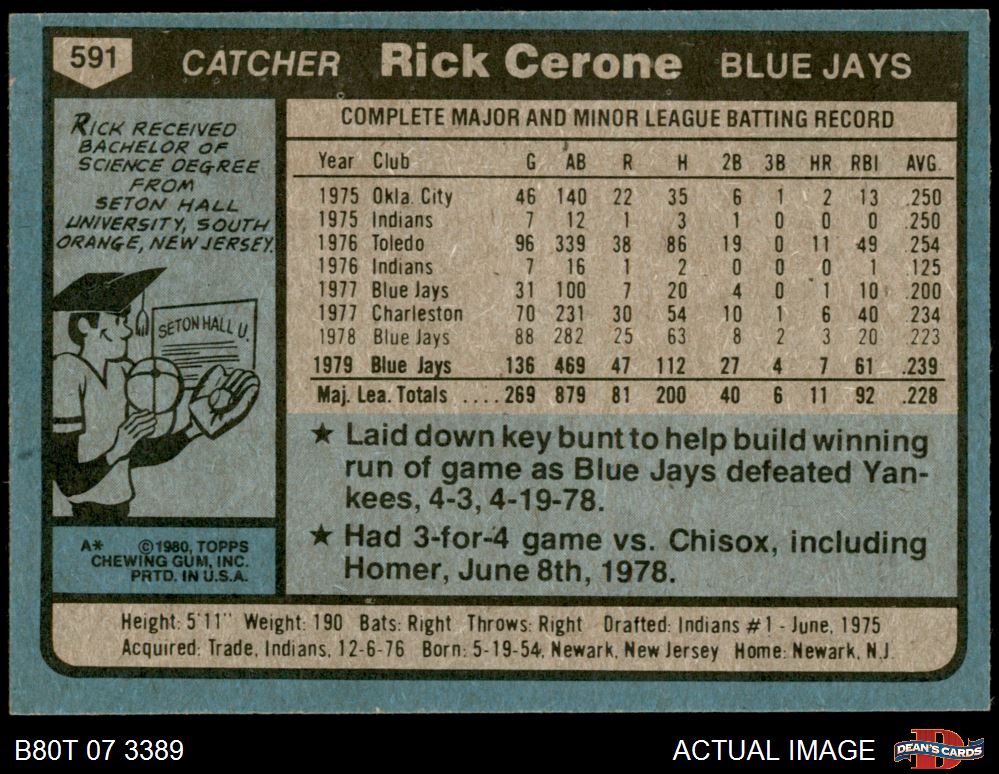 591 CATCHER Rick Cerone BLUE JAYS
RICK RECEIVED
BACHELOR OF
SCIENCE DEGREE
FROM
SETON HALL
UNIVERSITY, SOUTH
ORANGE, NEW JERSEY.
SETON HALL U.
A* ©1980, TOPPS
CHEWING GUM, INC.
PRTD. IN U.S.A.
COMPLETE MAJOR AND MINOR LEAGUE BATTING RECORD
Year Club G AB R H 2B 3B HR RBI AVG.
1975 Okla. City 46 140 22 35 6 1 2 13 .250
1975 Indians 7 12 1 3 1 0 0 0 .250
1976 Toledo 96 339 38 86 19 0 11 49 .254
1976 Indians 7 16 1 2 0 0 0 1 .125
1977 Blue Jays 31 100 7 20 4 0 1 10 .200
1977 Charleston 70 231 30 54 10 1 6 40 .234
1978 Blue Jays 88 282 25 63 8 2 3 20 .223
1979 Blue Jays 136 469 47 112 27 4 7 61 .239
Maj. Lea. Totals ....269 879 81 200 40 6 11 92 .228
★ Laid down key bunt to help build winning
run of game as Blue Jays defeated Yan-
kees, 4-3, 4-19-78.
★ Had 3-for-4 game vs. Chisox, including
Homer, June 8th, 1978.
Height: 5'11" Weight: 190 Bats: Right Throws: Right Drafted: Indians #1 - June, 1975
Acquired: Trade, Indians, 12-6-76 Born: 5-19-54, Newark, New Jersey Home: Newark, N.J.
B80T 07 3389 ACTUAL IMAGE DEAN'S CARDS